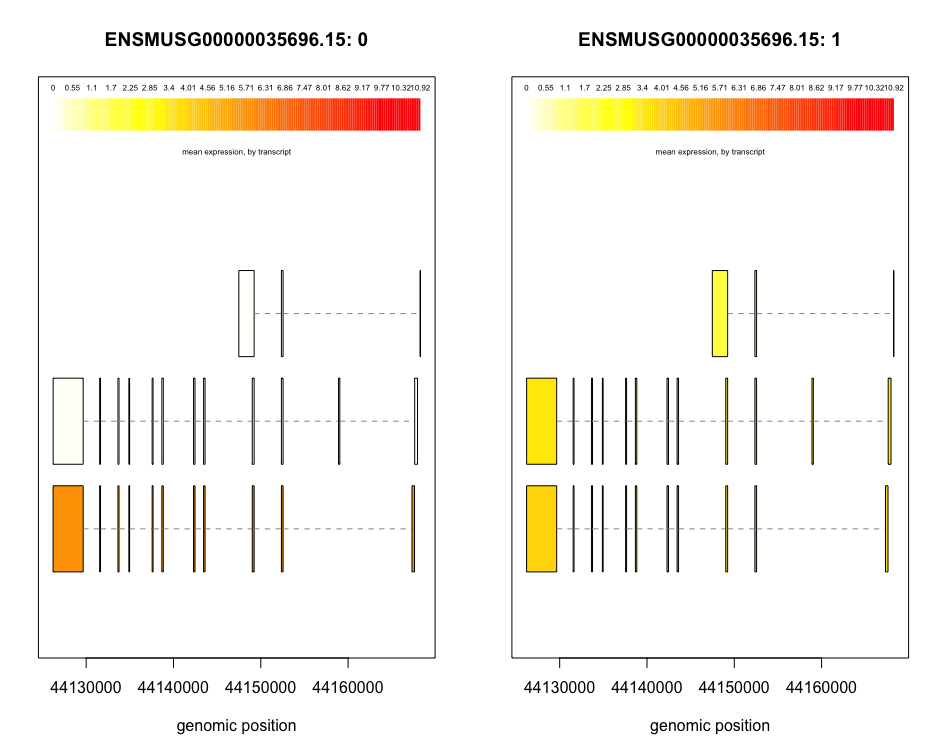 ENSMUSG00000035696.15: 0
0 0.55 1.1 1.7 2.25 2.85 3.4 4.01 4.56 5.16 5.71 6.31 6.86 7.47 8.01 8.62 9.17 9.77 10.32 10.92
mean expression, by transcript
44130000 44140000 44150000 44160000
genomic position
ENSMUSG00000035696.15: 1
0 0.55 1.1 1.7 2.25 2.85 3.4 4.01 4.56 5.16 5.71 6.31 6.86 7.47 8.01 8.62 9.17 9.77 10.32 10.92
mean expression, by transcript
44130000 44140000 44150000 44160000
genomic position